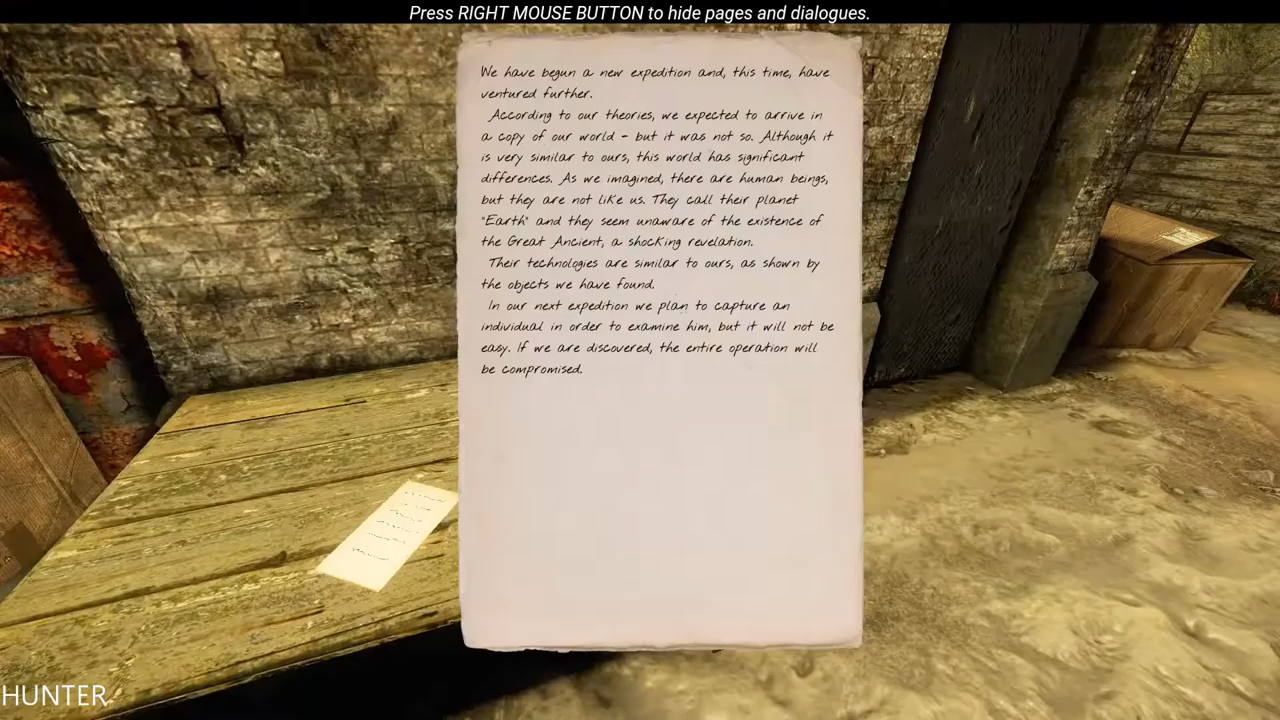 Press RIGHT MOUSE BUTTON to hide pages and dialogues.
We have begun a new expedition and, this time, have
ventured further.
According to our theories, we expected to arrive in
a copy of our world - but it was not so. Although it
is very similar to ours, this world has significant
differences. As we imagined, there are human beings,
but they are not like us. They call their planet
"Earth" and they seem unaware of the existence of
the Great Ancient, a shocking revelation.
Their technologies are similar to ours, as shown by
the objects we have found.
In our next expedition we plan to capture an
individual in order to examine him, but it will not be
easy. If we are discovered, the entire operation will
be compromised.
HUNTER